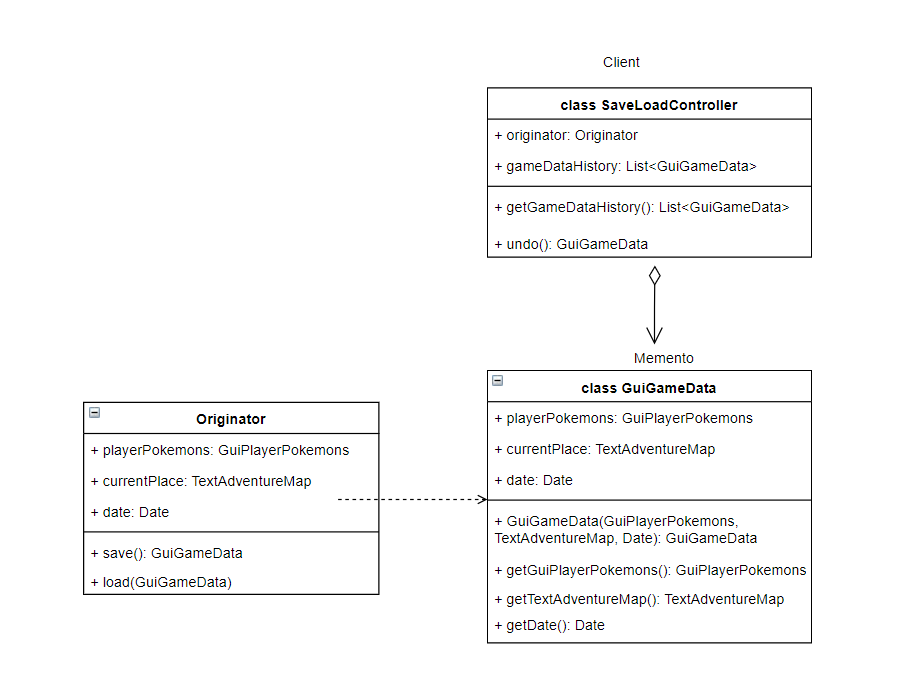 Client
class SaveLoadController
+ originator: Originator
+ gameDataHistory: List<GuiGameData>
+ getGameDataHistory(): List<GuiGameData>
+ undo(): GuiGameData
Memento
class GuiGameData
+ playerPokemons: GuiPlayerPokemons
+ currentPlace: TextAdventureMap
+ date: Date
+ GuiGameData(GuiPlayerPokemons,
TextAdventureMap, Date): GuiGameData
+ getGuiPlayerPokemons(): GuiPlayerPokemons
+ getTextAdventureMap(): TextAdventureMap
+ getDate(): Date
Originator
+ playerPokemons: GuiPlayerPokemons
+ currentPlace: TextAdventureMap
+ date: Date
+ save(): GuiGameData
+ load(GuiGameData)